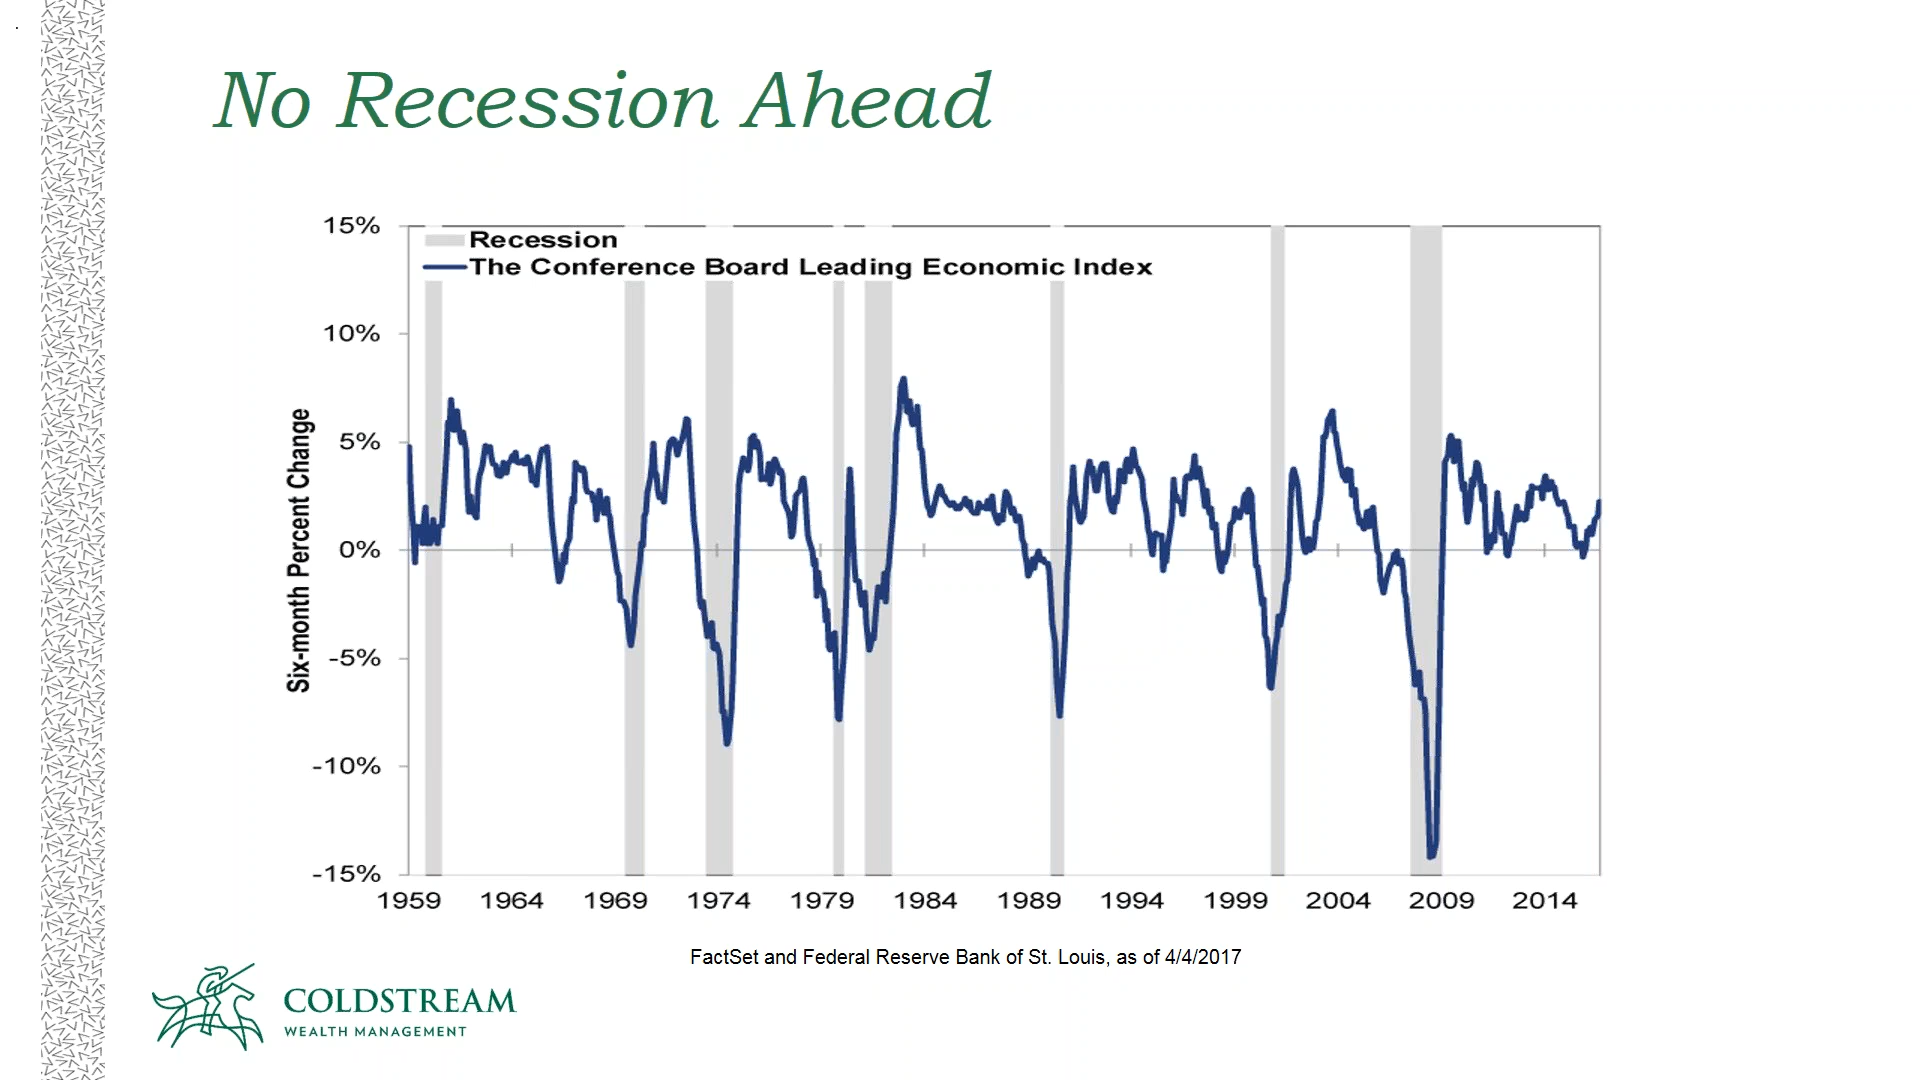 No Recession Ahead
15%
10%
5%
0%
-5%
-10%
-15%
Six-month Percent Change
Recession
The Conference Board Leading Economic Index
1959 1964 1969 1974 1979 1984 1989 1994 1999 2004 2009 2014
FactSet and Federal Reserve Bank of St. Louis, as of 4/4/2017
COLDSTREAM
WEALTH MANAGEMENT